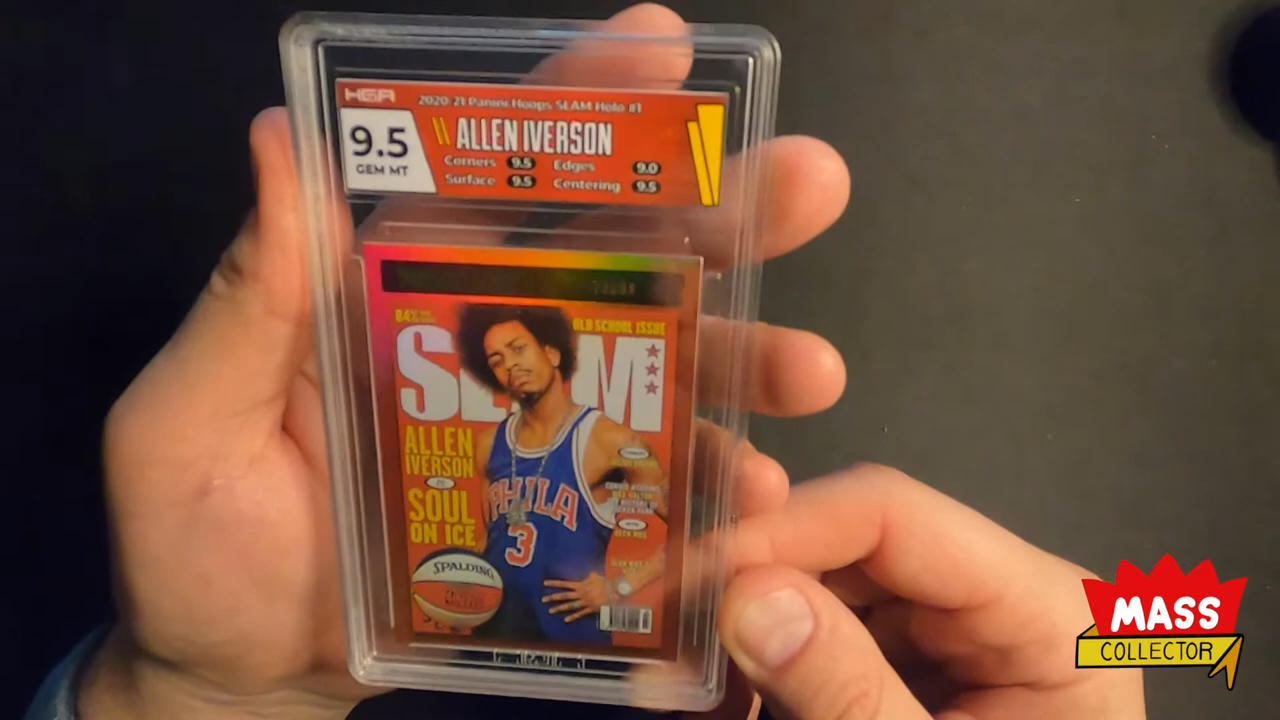 HGA
2020-21 Panini Hoops SLAM Holo #1
9.5
GEM MT
ALLEN IVERSON
Corners 9.5 Edges 9.0
Surface 9.5 Centering 9.5
OLD SCHOOL ISSUE
SLAM
ALLEN
IVERSON
SOUL
ON ICE
PHILA
3
SPALDING
MASS
COLLECTOR